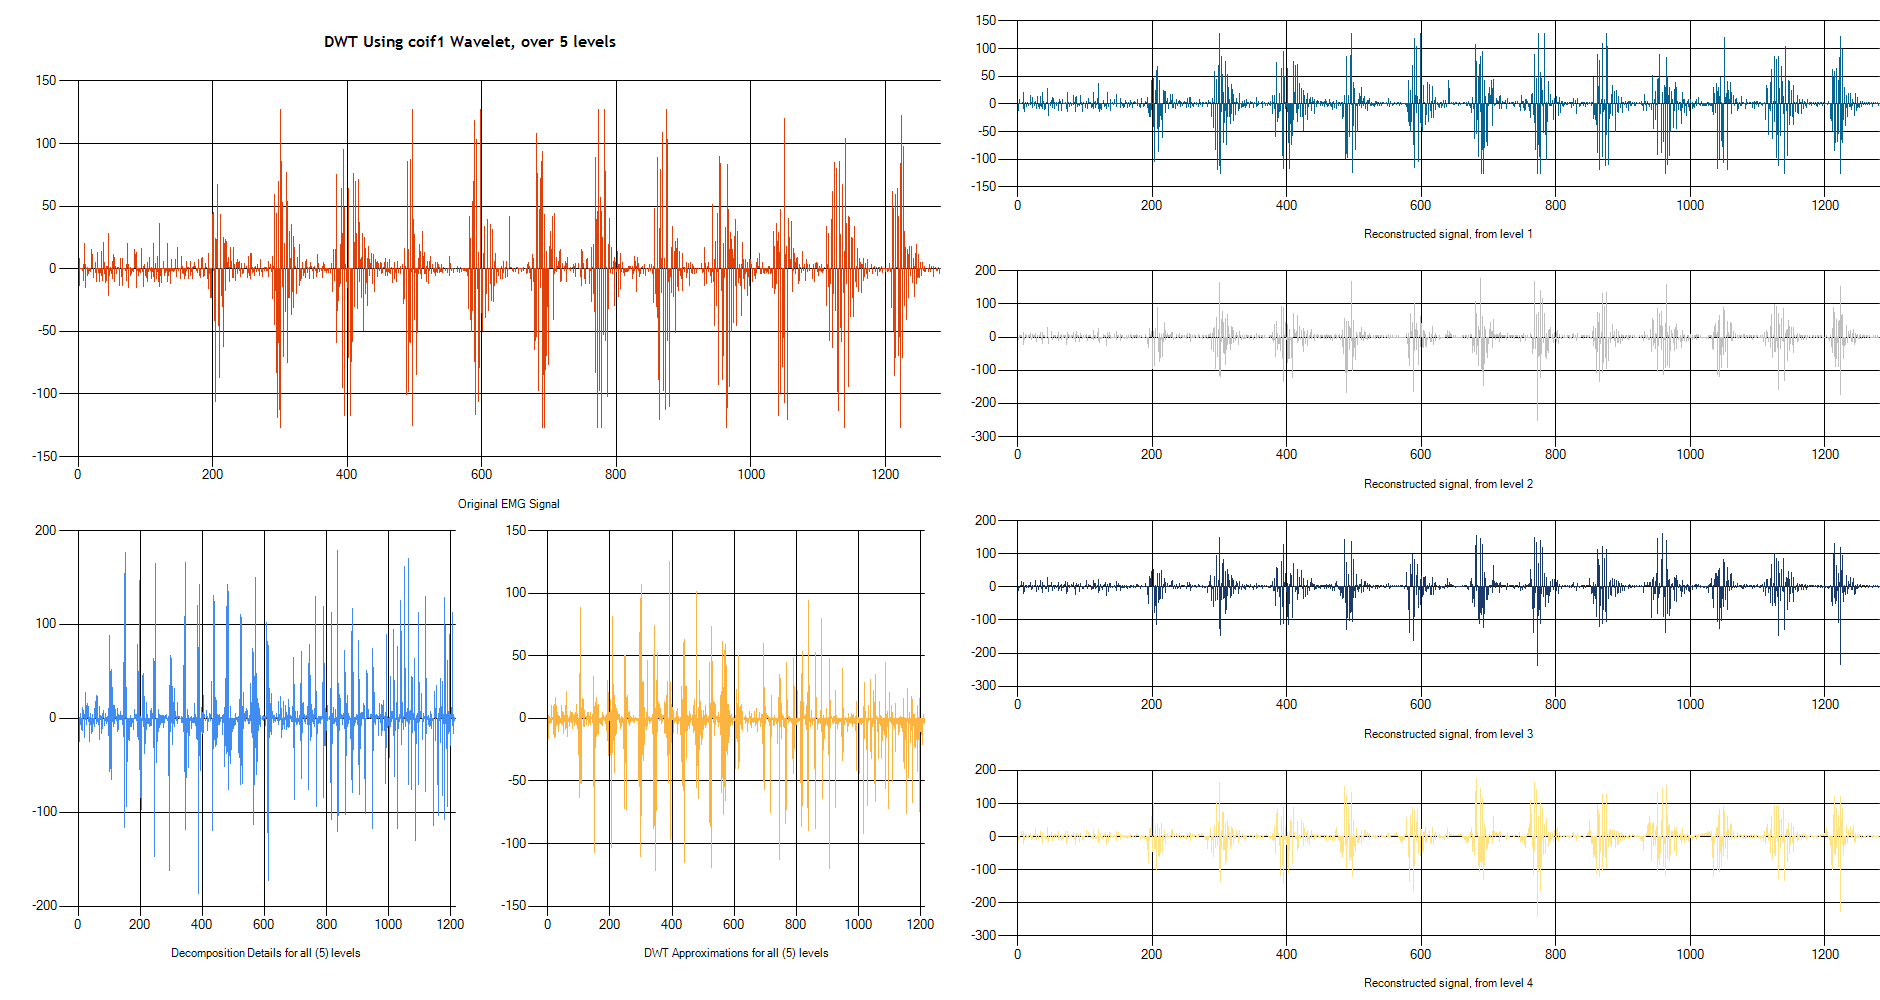 DWT Using coif1 Wavelet, over 5 levels
150
100
50
0
-50
-100
-150
0 200 400 600 800 1000 1200
Original EMG Signal
200
100
0
-100
-200
0 200 400 600 800 1000 1200
Decomposition Details for all (5) levels
150
100
50
0
-50
-100
-150
0 200 400 600 800 1000 1200
DWT Approximations for all (5) levels
150
100
50
0
-50
-100
-150
0 200 400 600 800 1000 1200
Reconstructed signal, from level 1
200
100
0
-100
-200
-300
0 200 400 600 800 1000 1200
Reconstructed signal, from level 2
200
100
0
-100
-200
-300
0 200 400 600 800 1000 1200
Reconstructed signal, from level 3
200
100
0
-100
-200
-300
0 200 400 600 800 1000 1200
Reconstructed signal, from level 4